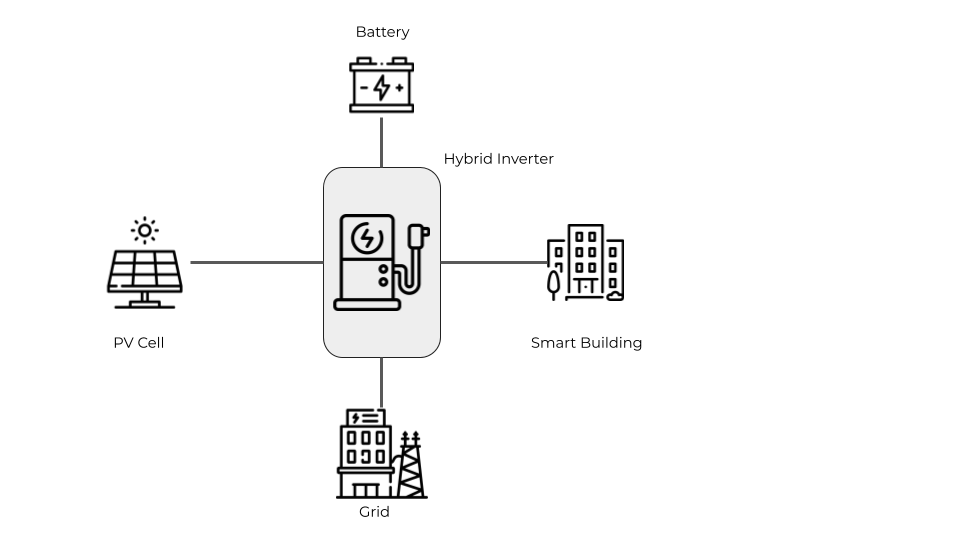 Battery
Hybrid Inverter
PV Cell
Smart Building
Grid